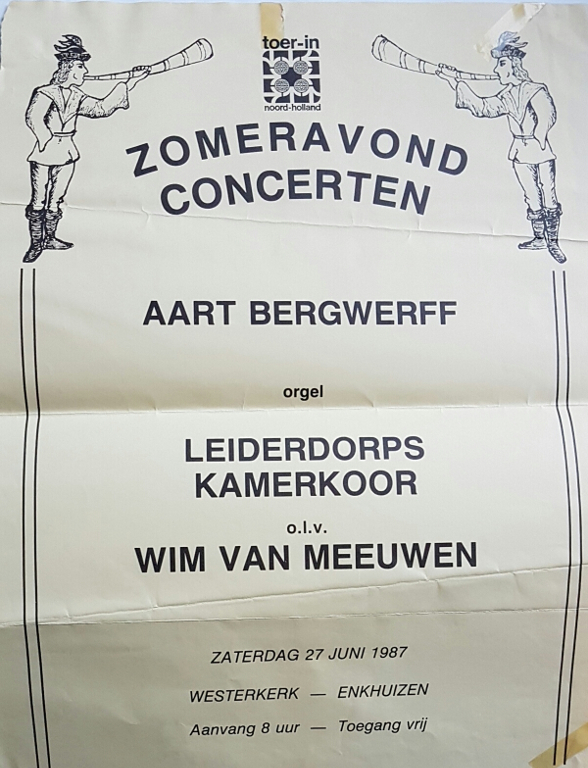 toer-in
noord-holland
ZOMERAVOND
CONCERTEN
AART BERGWERFF
orgel
LEIDERDORPS
KAMERKOOR
o.l.v.
WIM VAN MEEUWEN
ZATERDAG 27 JUNI 1987
WESTERKERK — ENKHUIZEN
Aanvang 8 uur — Toegang vrij